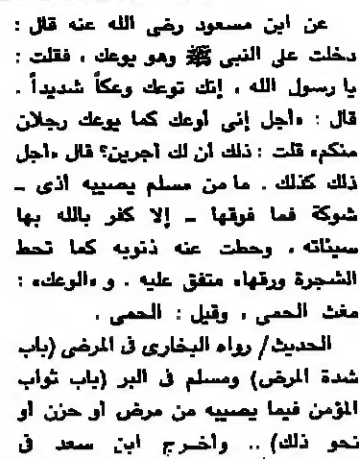 عن ابن مسعود رضى الله عنه قال :
دخلت على النبى ﷺ وهو يوعك ، فقلت :
يا رسول الله ، إنك توعك وعكاً شديداً .
قال : «أجل إنى أوعك كما يوعك رجلان
منكم» قلت : ذلك أن لك أجرين؟ قال «أجل
ذلك كذلك . ما من مسلم يصيبه أذى ـ
شوكة فما فوقها ـ إلا كفر بالله بها
سيئاته ، وحطت عنه ذنوبه كما تحط
الشجرة ورقها» متفق عليه . و «الوعك» :
مغث الحمى ، وقيل : الحمى .
الحديث/ رواه البخارى فى المرضى (باب
شدة المرض) ومسلم فى البر (باب ثواب
المؤمن فيما يصيبه من مرض أو حزن أو
نحو ذلك) .. وأخرج ابن سعد فى